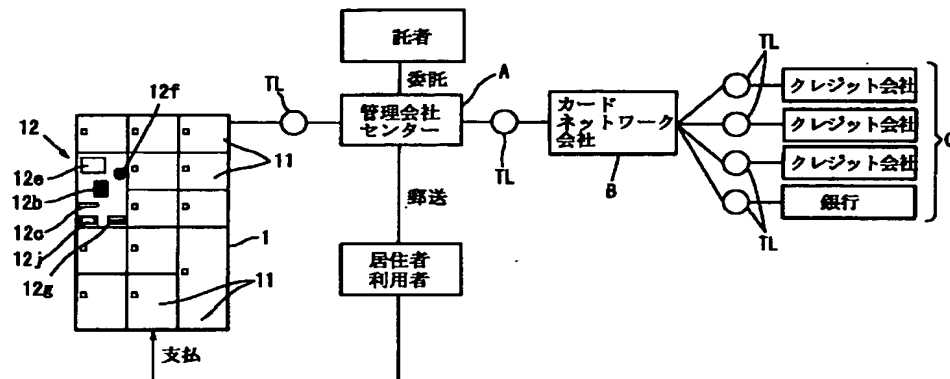 託者
委託
TL
A
TL
管理会社
センター
カード
ネットワーク
会社
クレジット会社
クレジット会社
クレジット会社
銀行
C
12f
12
11
12e
12b
12c
12j
12g
TL
B
TL
郵送
1
居住者
利用者
11
支払